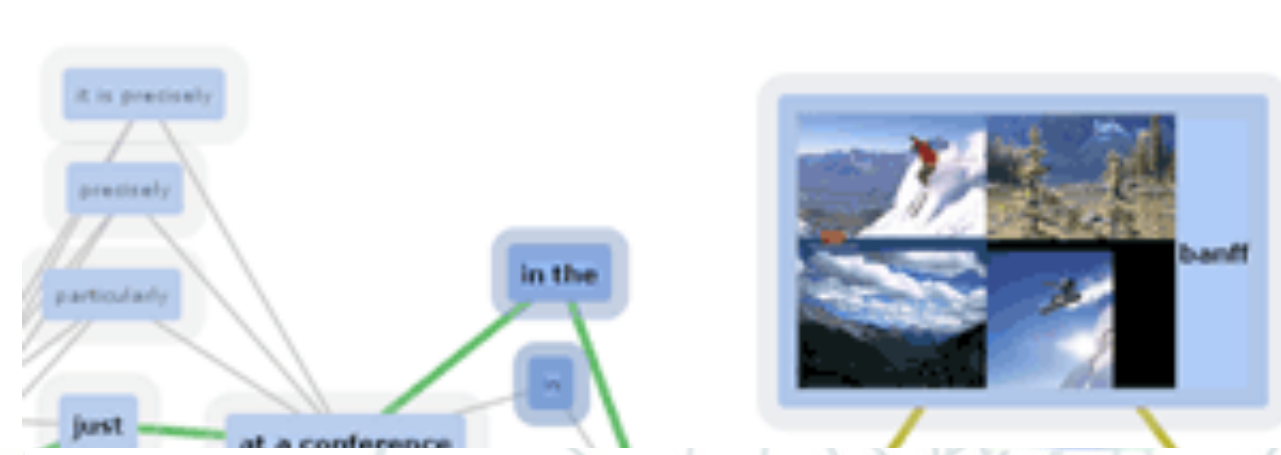 it is precisely
precisely
particularly
just
at a conference
in the
in
banff